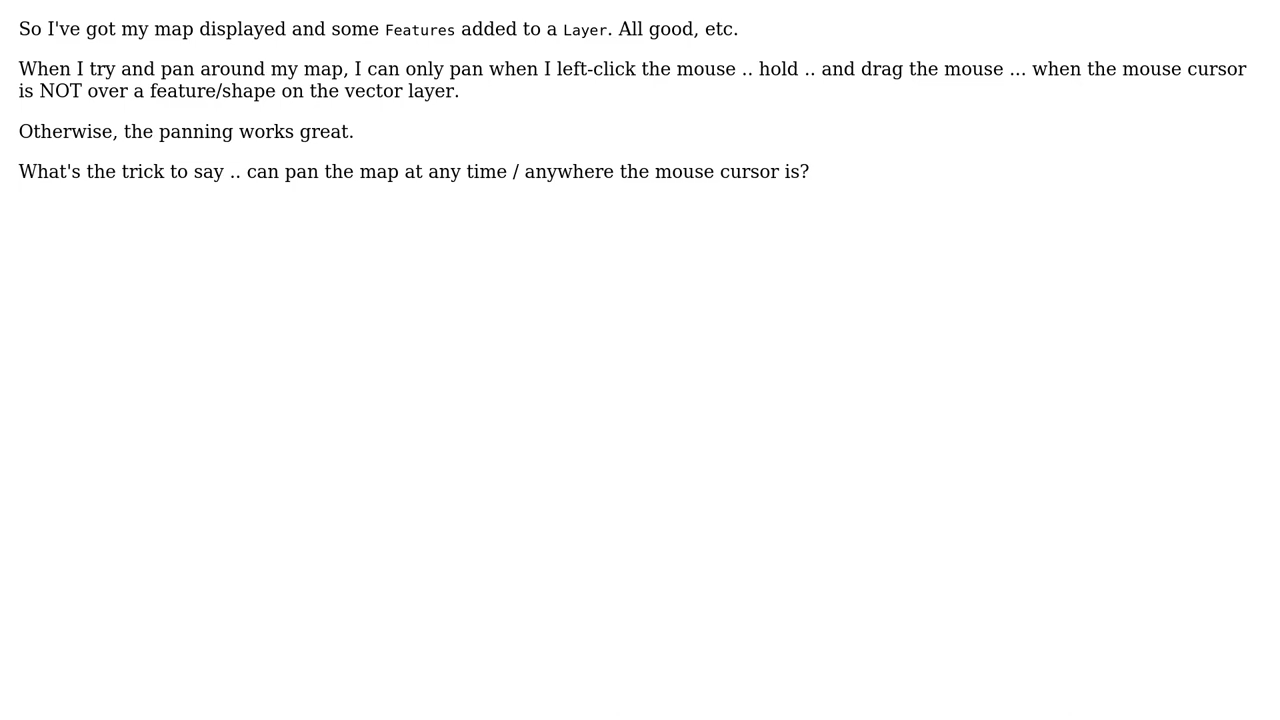 So I've got my map displayed and some Features added to a Layer. All good, etc.
When I try and pan around my map, I can only pan when I left-click the mouse .. hold .. and drag the mouse ... when the mouse cursor
is NOT over a feature/shape on the vector layer.
Otherwise, the panning works great.
What's the trick to say .. can pan the map at any time / anywhere the mouse cursor is?